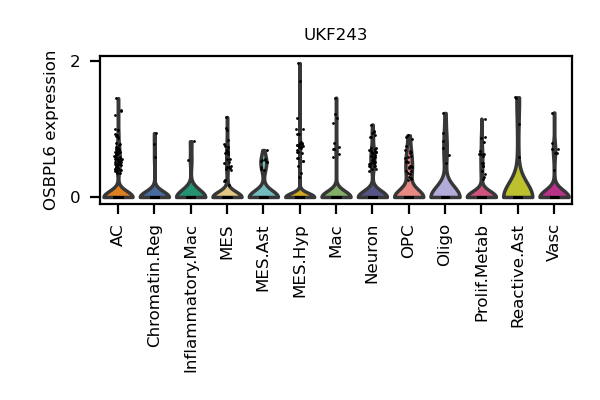 UKF243
OSBPL6 expression
2
0
AC
Chromatin.Reg
Inflammatory.Mac
MES
MES.Ast
MES.Hyp
Mac
Neuron
OPC
Oligo
Prolif.Metab
Reactive.Ast
Vasc